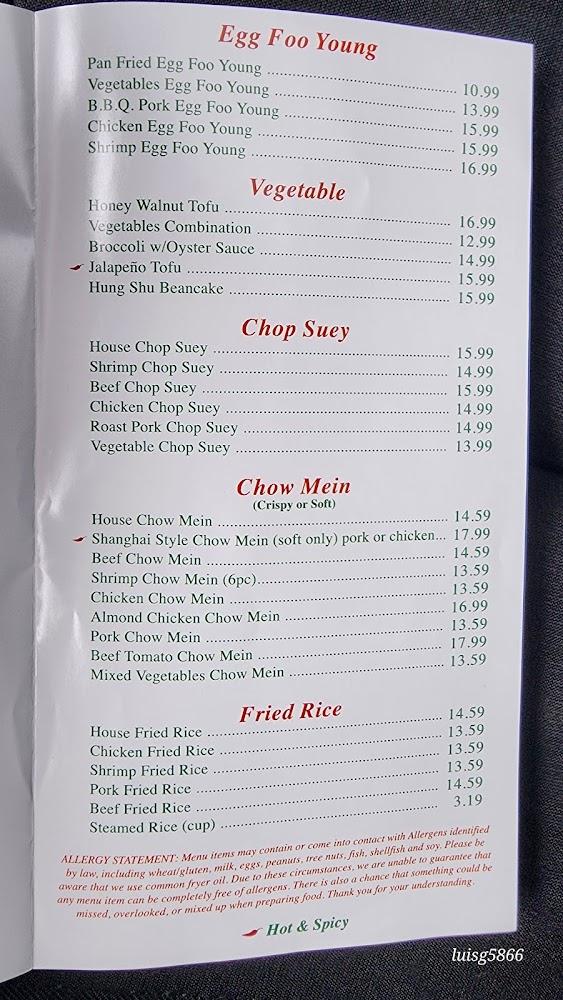 Egg Foo Young
Pan Fried Egg Foo Young ........................................ 10.99
Vegetables Egg Foo Young ........................................ 13.99
B.B.Q. Pork Egg Foo Young ........................................ 15.99
Chicken Egg Foo Young ........................................ 15.99
Shrimp Egg Foo Young ........................................ 16.99
Vegetable
Honey Walnut Tofu ........................................ 16.99
Vegetables Combination ........................................ 12.99
Broccoli w/Oyster Sauce ........................................ 14.99
Jalapeño Tofu ........................................ 15.99
Hung Shu Beancake ........................................ 15.99
Chop Suey
House Chop Suey ........................................ 15.99
Shrimp Chop Suey ........................................ 14.99
Beef Chop Suey ........................................ 15.99
Chicken Chop Suey ........................................ 14.99
Roast Pork Chop Suey ........................................ 14.99
Vegetable Chop Suey ........................................ 13.99
Chow Mein
(Crispy or Soft)
House Chow Mein ........................................ 14.59
Shanghai Style Chow Mein (soft only) pork or chicken... 17.99
Beef Chow Mein ........................................ 14.59
Shrimp Chow Mein (6pc)........................................ 13.59
Chicken Chow Mein ........................................ 13.59
Almond Chicken Chow Mein ........................................ 16.99
Pork Chow Mein ........................................ 13.59
Beef Tomato Chow Mein ........................................ 17.99
Mixed Vegetables Chow Mein ........................................ 13.59
Fried Rice
House Fried Rice ........................................ 14.59
Chicken Fried Rice ........................................ 13.59
Shrimp Fried Rice ........................................ 13.59
Pork Fried Rice ........................................ 13.59
Beef Fried Rice ........................................ 14.59
Steamed Rice (cup) ........................................ 3.19
ALLERGY STATEMENT: Menu items may contain or come into contact with Allergens identified
by law, including wheat/gluten, milk, eggs, peanuts, tree nuts, fish, shellfish and soy. Please be
aware that we use common fryer oil. Due to these circumstances, we are unable to guarantee that
any menu item can be completely free of allergens. There is also a chance that something could be
missed, overlooked, or mixed up when preparing food. Thank you for your understanding.
Hot & Spicy
luisg5866